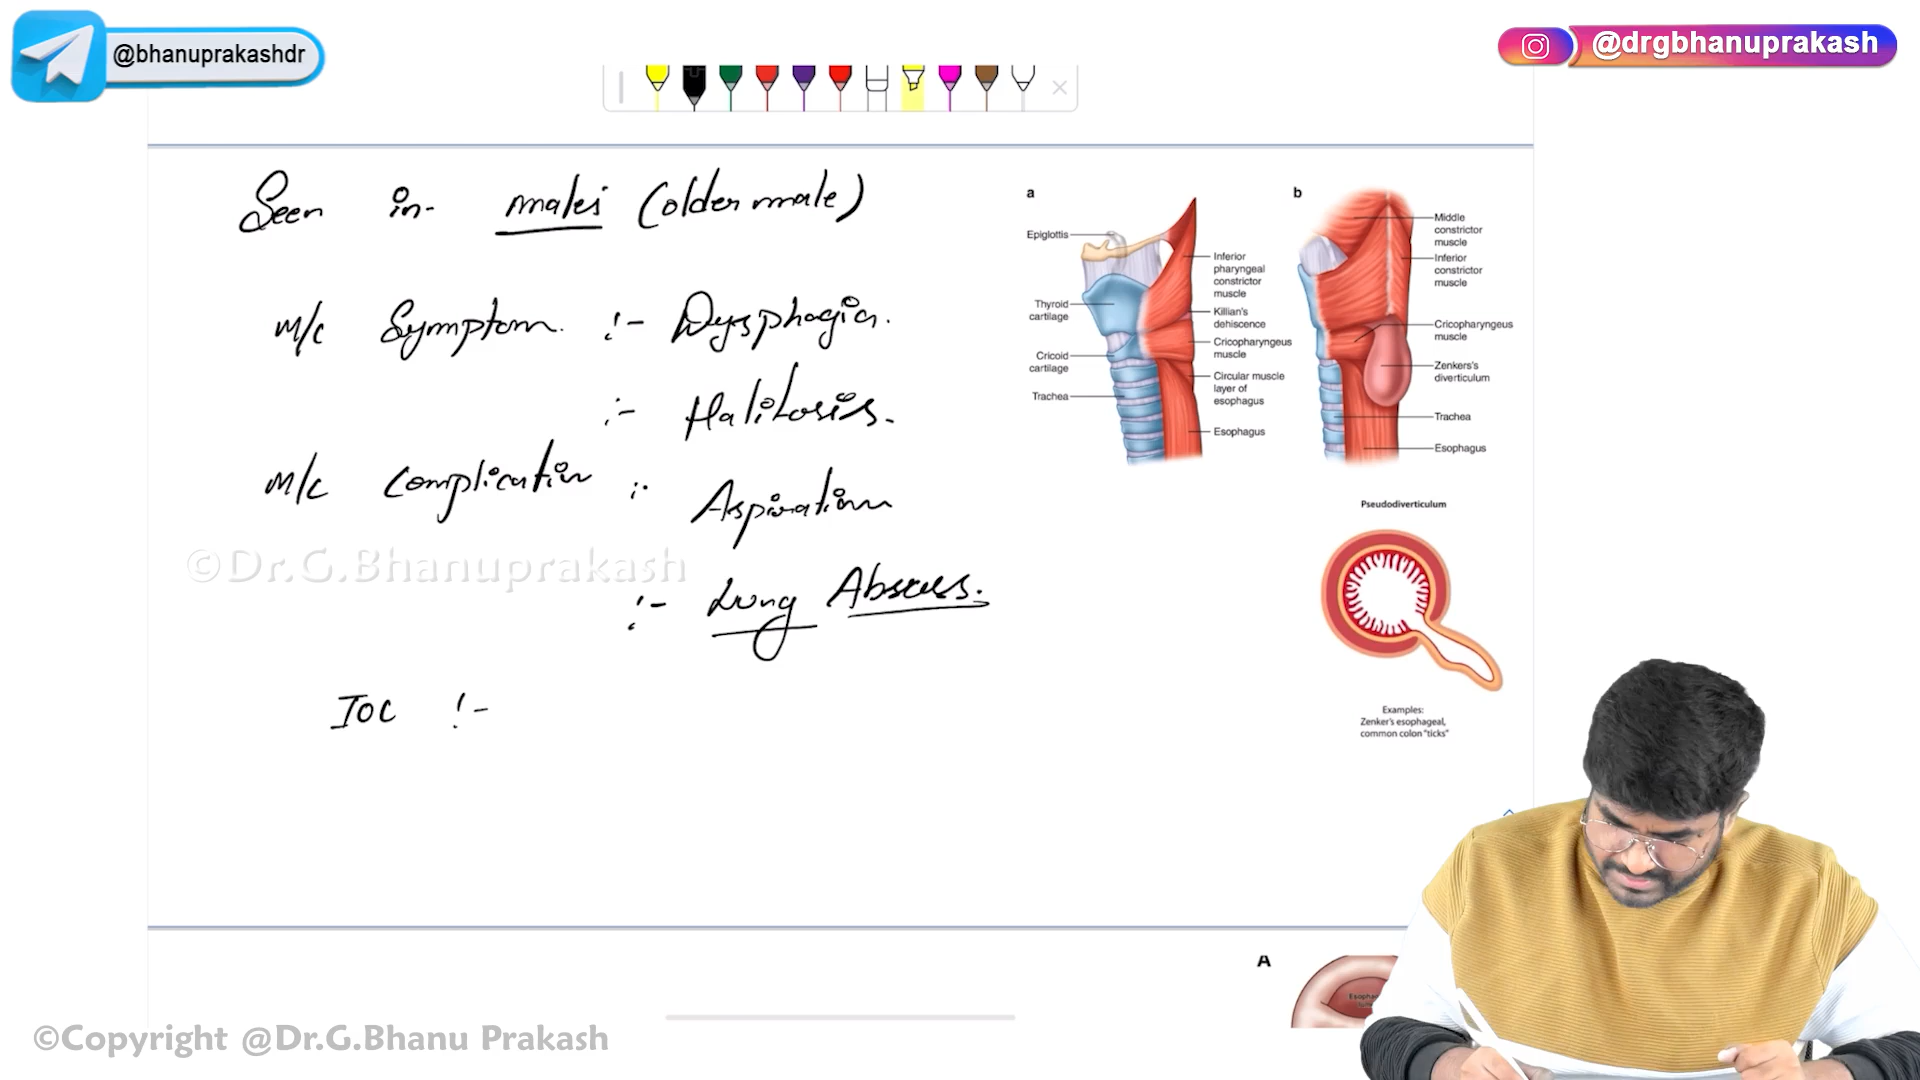 @bhanuprakashdr
@drgbhanuprakash
Seen in males (older male)
M/c Symptom :- Dysphagia.
:- Halitosis.
M/c Complication :- Aspiration
©Dr.G.Bhanuprakash
:- Lung Abscess.
IOC :-
a
Epiglottis
Thyroid
cartilage
Cricoid
cartilage
Trachea
Inferior
pharyngeal
constrictor
muscle
Killian's
dehiscence
Cricopharyngeus
muscle
Circular muscle
layer of
esophagus
Esophagus
b
Middle
constrictor
muscle
Inferior
constrictor
muscle
Cricopharyngeus
muscle
Zenkers's
diverticulum
Trachea
Esophagus
Pseudodiverticulum
Examples:
Zenker's esophageal,
common colon "ticks"
A
©Copyright @Dr.G.Bhanu Prakash